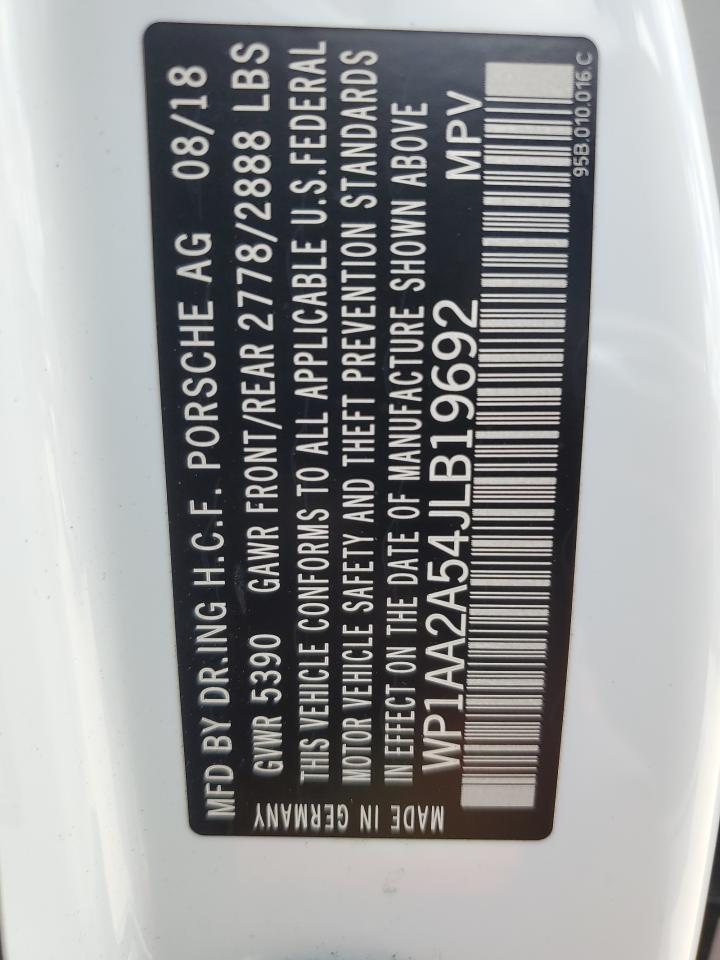 MFD BY DR.ING H.C.F. PORSCHE AG 08/18
GVWR 5390 GAWR FRONT/REAR 2778/2888 LBS
THIS VEHICLE CONFORMS TO ALL APPLICABLE U.S.FEDERAL
MOTOR VEHICLE SAFETY AND THEFT PREVENTION STANDARDS
IN EFFECT ON THE DATE OF MANUFACTURE SHOWN ABOVE
WP1AA2A54JLB19692 MPV
95B.010.016.C
MADE IN GERMANY